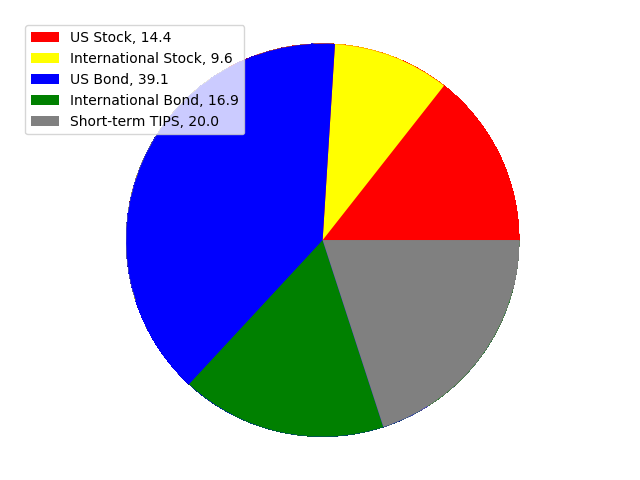 US Stock, 14.4
International Stock, 9.6
US Bond, 39.1
International Bond, 16.9
Short-term TIPS, 20.0